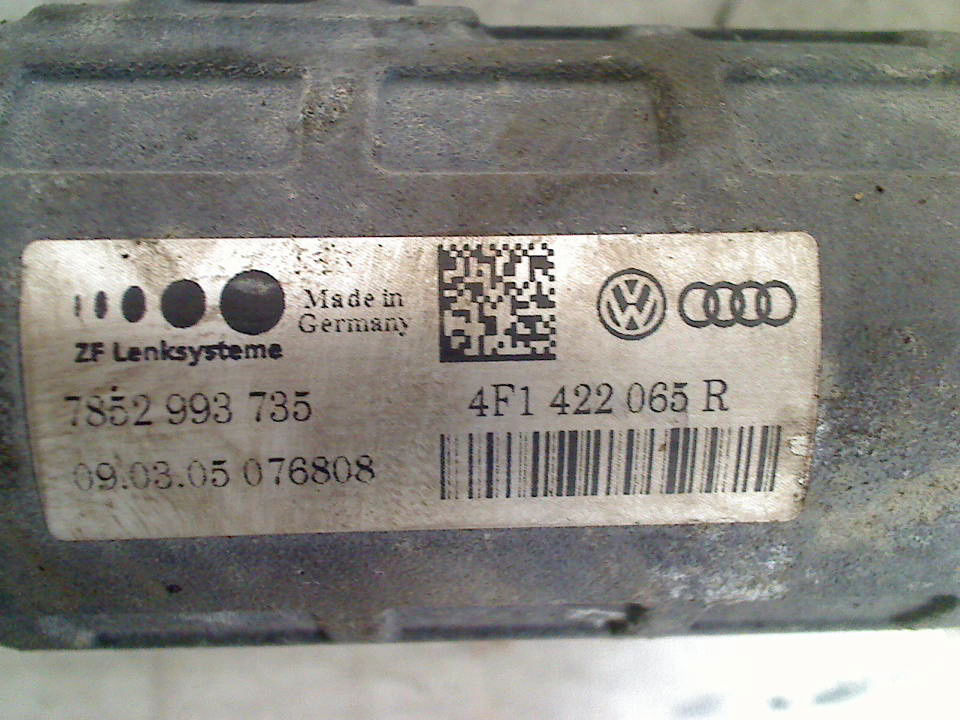 Made in
Germany
ZF Lenksysteme
7852 993 735
4F1 422 065 R
09.03.05 076808